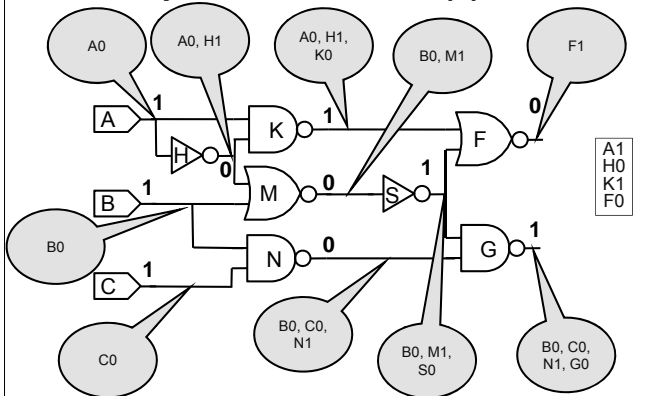 A0
A0, H1
A0, H1,
K0
B0, M1
F1
A
1
H
0
K
1
F
0
A1
H0
K1
F0
B
1
M
0
S
1
B0
C
1
N
0
G
1
C0
B0, C0,
N1
B0, M1,
S0
B0, C0,
N1, G0